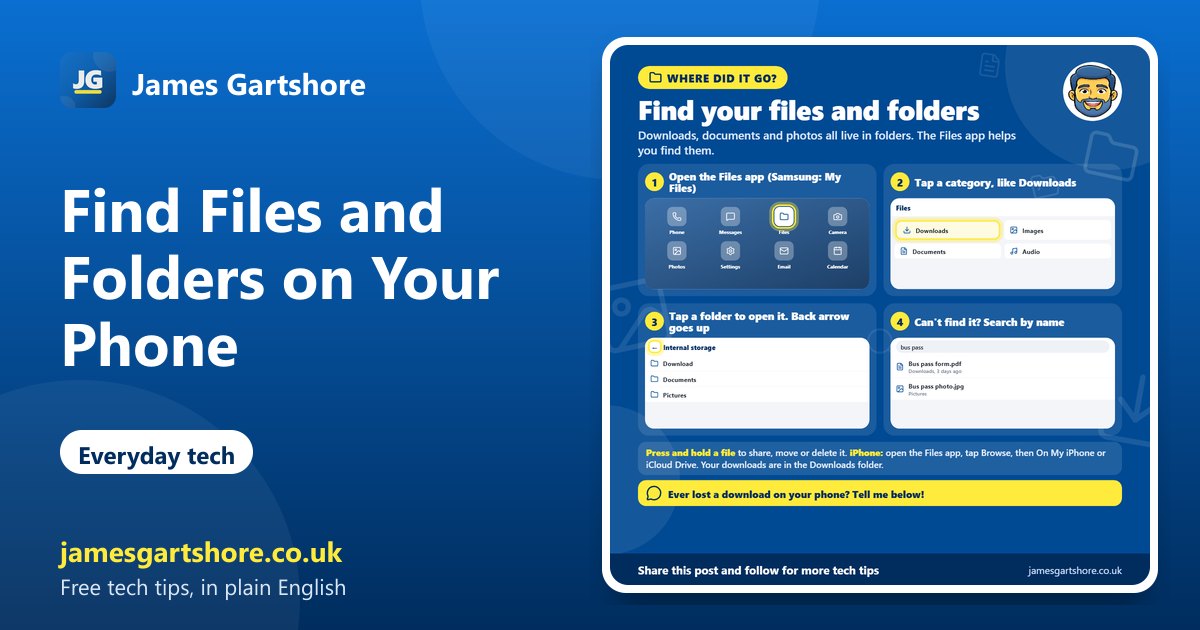 JG
James Gartshore
Find Files and
Folders on Your
Phone
Everyday tech
jamesgartshore.co.uk
Free tech tips, in plain English
WHERE DID IT GO?
Find your files and folders
Downloads, documents and photos all live in folders. The Files app helps
you find them.
1 Open the Files app (Samsung: My
Files)
Phone Messages Files Camera
Photos Settings Email Calendar
2 Tap a category, like Downloads
Files
Downloads Images
Documents Audio
3 Tap a folder to open it. Back arrow
goes up
← Internal storage
Download
Documents
Pictures
4 Can't find it? Search by name
bus pass
Bus pass form.pdf
Downloads, 3 days ago
Bus pass photo.jpg
Pictures
Press and hold a file to share, move or delete it. iPhone: open the Files app, tap Browse, then On My iPhone or
iCloud Drive. Your downloads are in the Downloads folder.
Ever lost a download on your phone? Tell me below!
Share this post and follow for more tech tips
jamesgartshore.co.uk